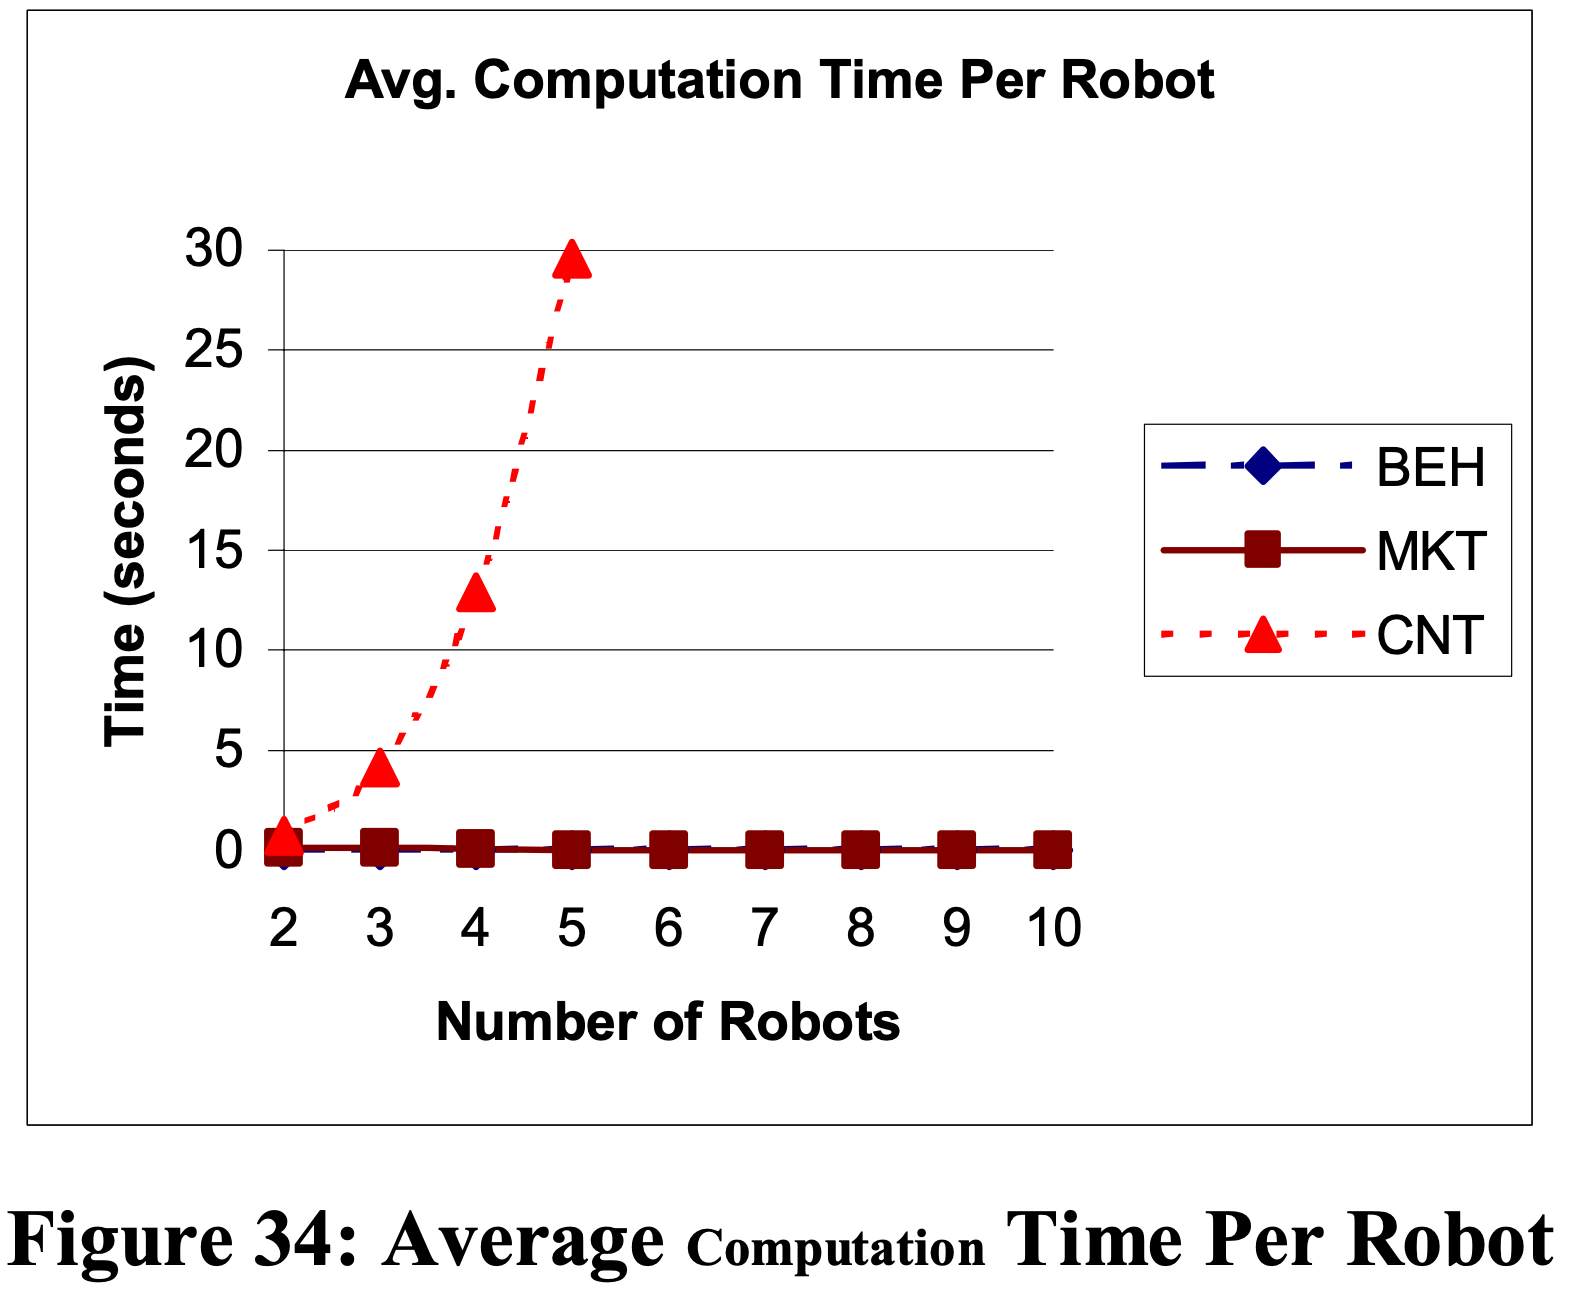 Avg. Computation Time Per Robot
30
25
20
15
10
5
0
Time (seconds)
2 3 4 5 6 7 8 9 10
Number of Robots
BEH
MKT
CNT
Figure 34: Average Computation Time Per Robot